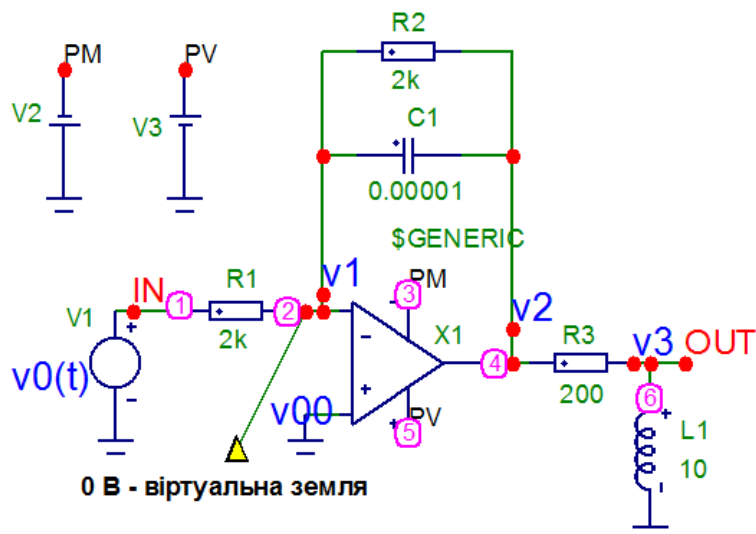 R2
PM
PV
2k
V2
V3
C1
0.00001
$GENERIC
v1
PM
IN
R1
V1
1
2
3
X1
v2
R3
v3
OUT
2k
4
v0(t)
v00
5
PV
200
6
L1
10
0 В - віртуальна земля